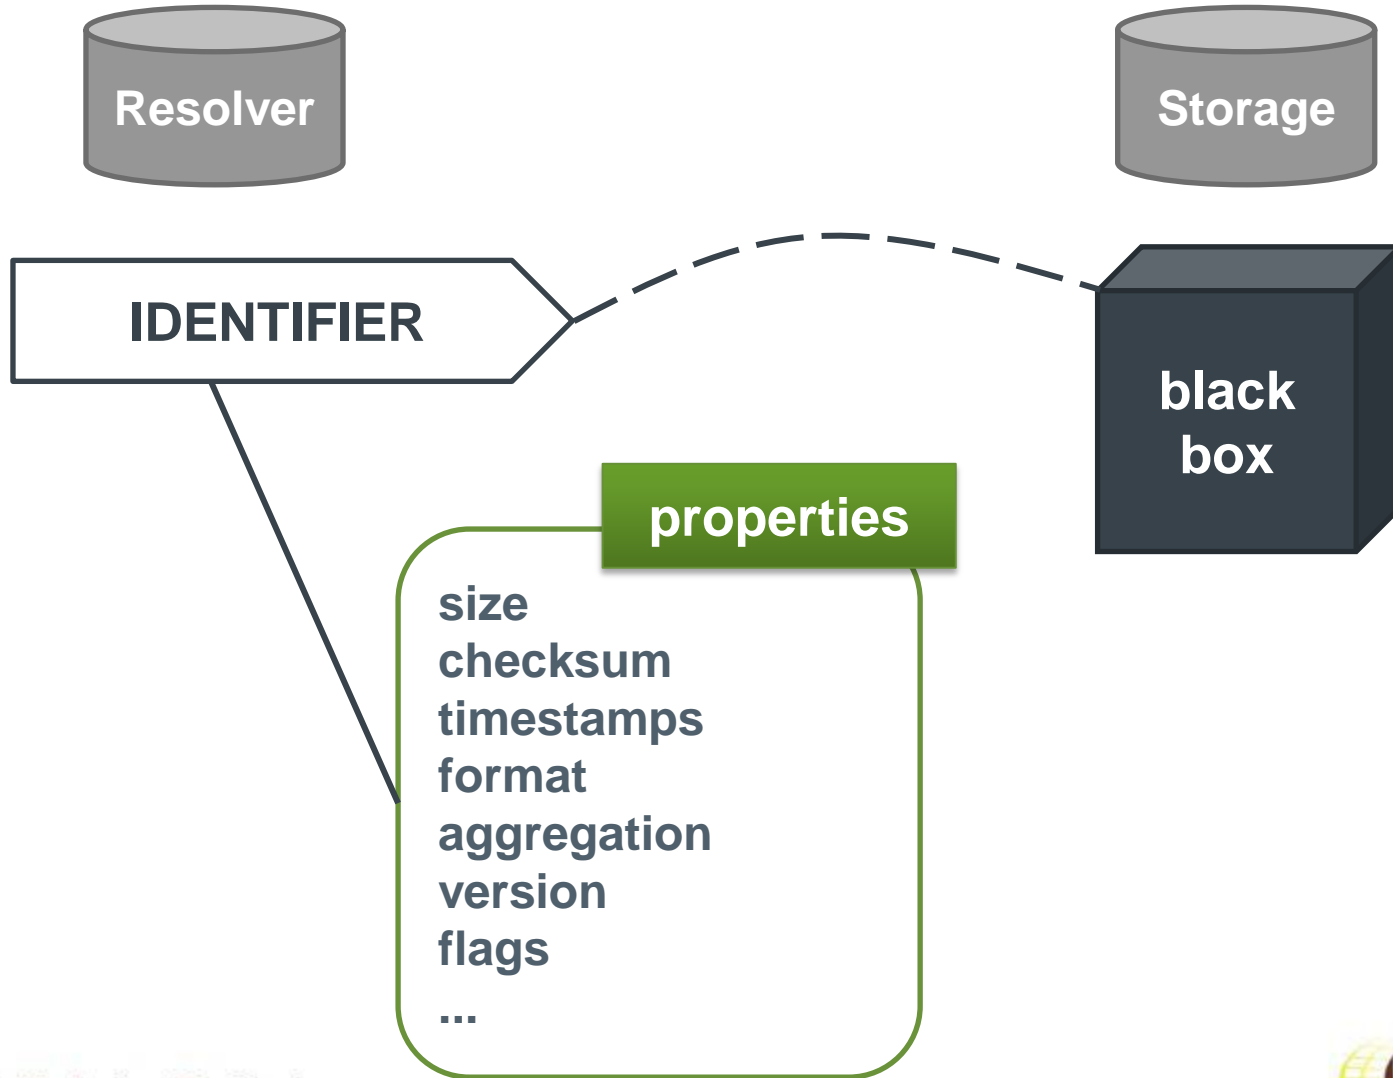 Resolver
Storage
IDENTIFIER
black
box
properties
size
checksum
timestamps
format
aggregation
version
flags
...